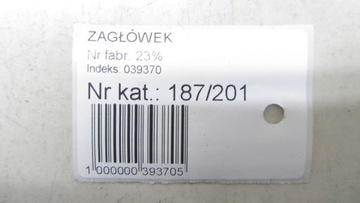 ZAGŁÓWEK
Nr fabr. 23%
Indeks: 039370
Nr kat.: 187/201
1 000000 393705